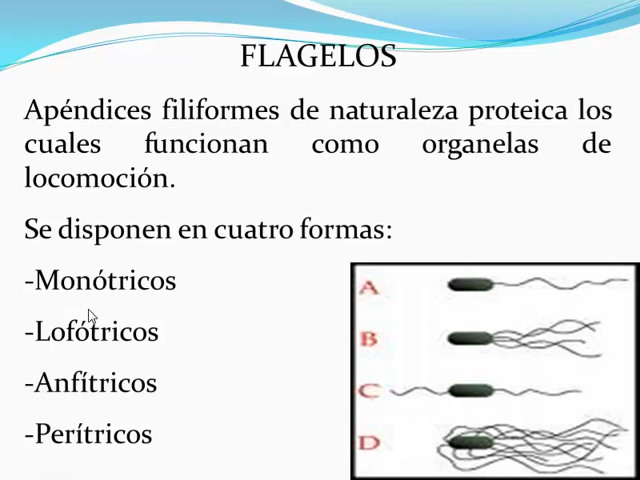 FLAGELOS
Apéndices filiformes de naturaleza proteica los
cuales funcionan como organelas de
locomoción.
Se disponen en cuatro formas:
-Monótricos
-Lofótricos
-Anfítricos
-Perítricos
A
B
C
D